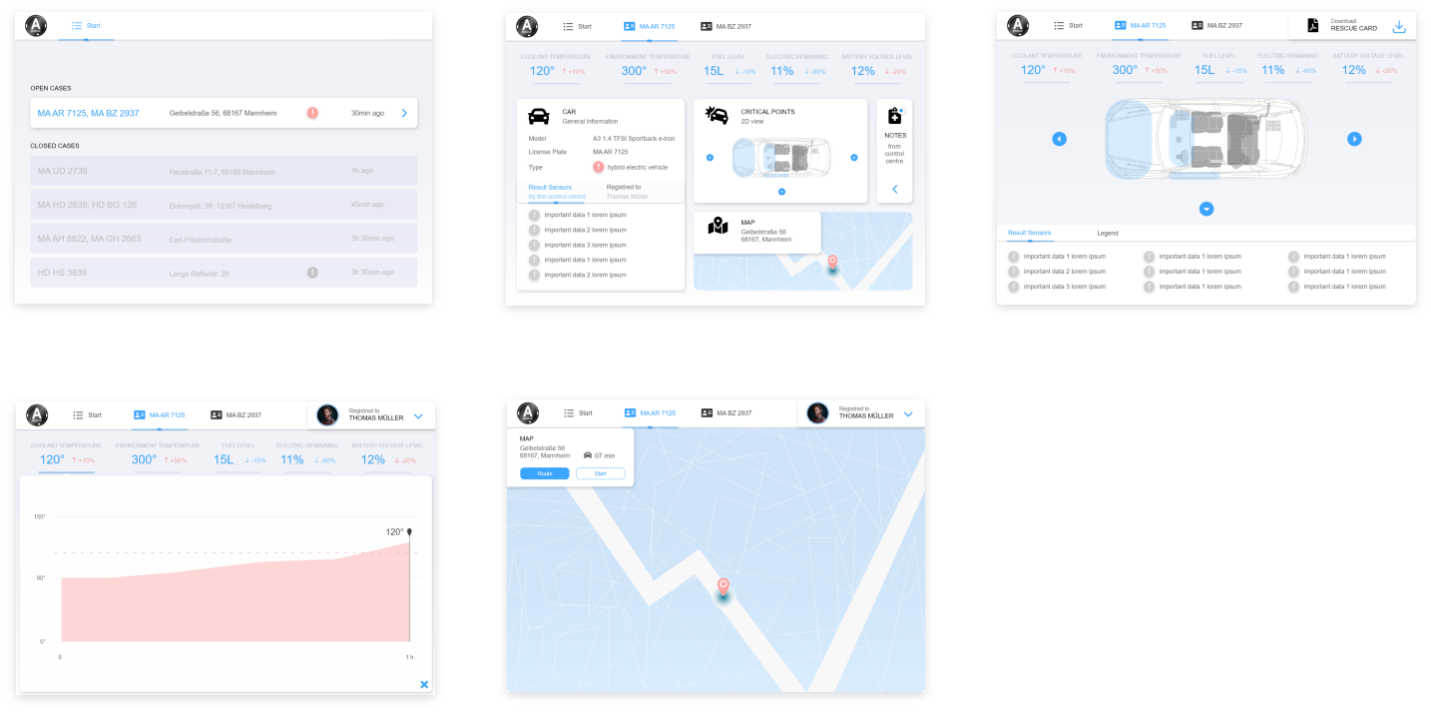 A
Start
OPEN CASES
MA AR 7125, MA BZ 2937
Geibelstraße 56, 68167 Mannheim
!
30min ago
CLOSED CASES
MA UD 2739
Heustraße 11-7, 68169 Mannheim
1h ago
MA HD 2639, HD BG 126
Dummystr. 38, 12367 Heidelberg
45min ago
MA AH 8822, MA GH 2663
Carl-Friedrichstraße
3h 30min ago
HD HS 3839
Lange Rötterstr. 20
!
3h 30min ago
A
Start
MA AR 7125
MA BZ 2937
COOLANT TEMPERATURE
ENVIRONMENT TEMPERATURE
FUEL LEVEL
ELECTRIC REMAINING
BATTERY VOLTAGE LEVEL
120° ↑ +10%
300° ↑ +50%
15L ↓ -15%
11% ↓ -60%
12% ↓ -20%
CAR
General Information
Model A3 1.4 TFSI Sportback e-tron
License Plate MA AR 7125
Type ! hybrid electric vehicle
Result Sensors
by the control centre
Registred to
Thomas Müller
! important data 1 lorem ipsum
! important data 2 lorem ipsum
! important data 3 lorem ipsum
! important data 1 lorem ipsum
! important data 2 lorem ipsum
CRITICAL POINTS
2D view
NOTES
from
control
centre
MAP
Geibelstraße 56
68167, Mannheim
A
Start
MA AR 7125
MA BZ 2937
Download
RESCUE CARD
COOLANT TEMPERATURE
ENVIRONMENT TEMPERATURE
FUEL LEVEL
ELECTRIC REMAINING
BATTERY VOLTAGE LEVEL
120° ↑ +10%
300° ↑ +50%
15L ↓ -15%
11% ↓ -60%
12% ↓ -20%
Result Sensors
Legend
! important data 1 lorem ipsum
! important data 1 lorem ipsum
! important data 1 lorem ipsum
! important data 2 lorem ipsum
! important data 1 lorem ipsum
! important data 1 lorem ipsum
! important data 3 lorem ipsum
! important data 1 lorem ipsum
! important data 1 lorem ipsum
A
Start
MA AR 7125
MA BZ 2937
Registred to
THOMAS MÜLLER
COOLANT TEMPERATURE
ENVIRONMENT TEMPERATURE
FUEL LEVEL
ELECTRIC REMAINING
BATTERY VOLTAGE LEVEL
120° ↑ +10%
300° ↑ +50%
15L ↓ -15%
11% ↓ -60%
12% ↓ -20%
150°
120°
90°
0°
0
1 h
A
Start
MA AR 7125
MA BZ 2937
Registred to
THOMAS MÜLLER
MAP
Geibelstraße 56
68167, Mannheim
07 min
Route
Start